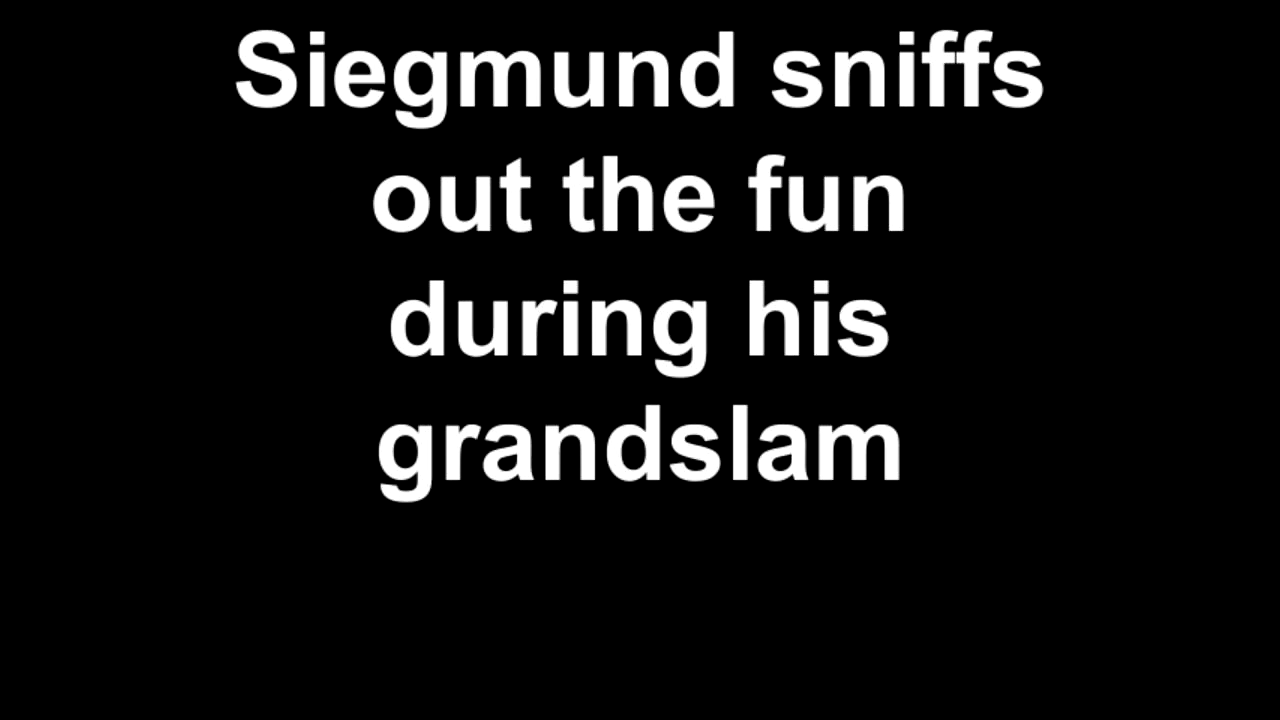 Siegmund sniffs
out the fun
during his
grandslam